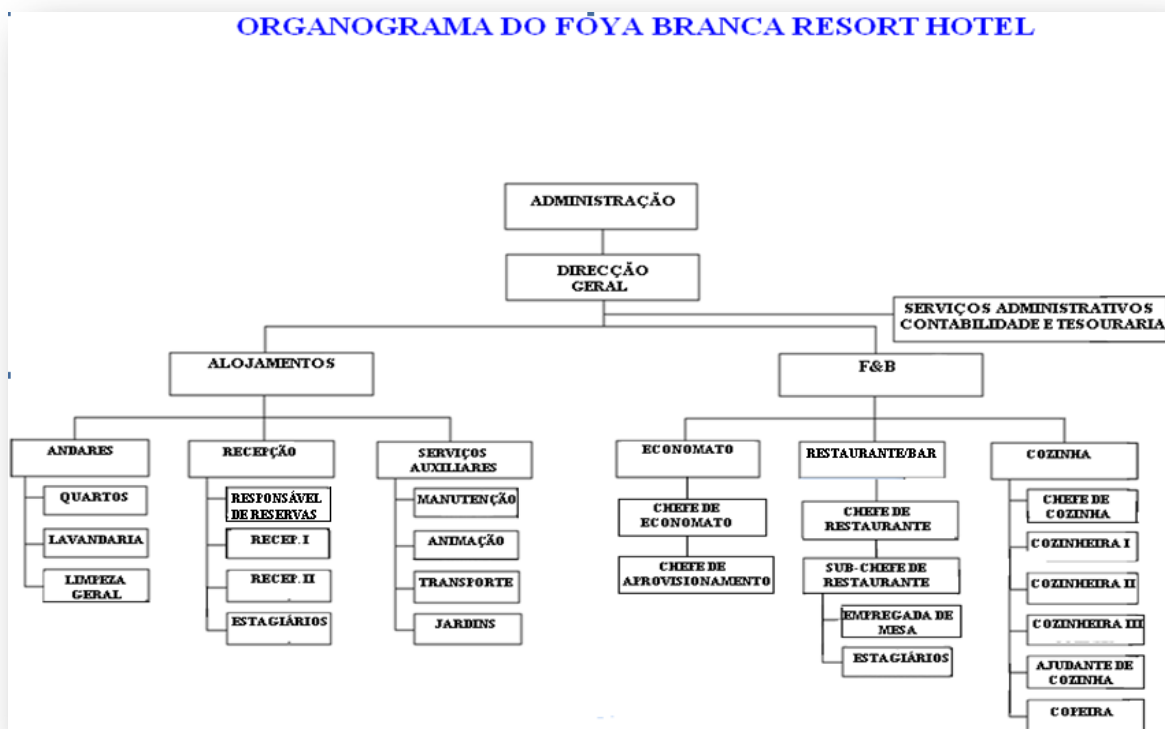 ORGANOGRAMA DO FOYA BRANCA RESORT HOTEL
ADMINISTRAÇÃO
DIRECÇÃO
GERAL
SERVIÇOS ADMINISTRATIVOS
CONTABILIDADE E TESOURARIA
ALOJAMENTOS
F&B
ANDARES
QUARTOS
LAVANDARIA
LIMPEZA
GERAL
RECEPÇÃO
RESPONSÁVEL
DE RESERVAS
RECEP. I
RECEP. II
ESTAGIÁRIOS
SERVIÇOS
AUXILIARES
MANUTENÇÃO
ANIMAÇÃO
TRANSPORTE
JARDINS
ECONOMATO
CHEFE DE
ECONOMATO
CHEFE DE
APROVISIONAMENTO
RESTAURANTE/BAR
CHEFE DE
RESTAURANTE
SUB-CHEFE DE
RESTAURANTE
EMPREGADA DE
MESA
ESTAGIÁRIOS
COZINHA
CHEFE DE
COZINHA
COZINHEIRA I
COZINHEIRA II
COZINHEIRA III
AJUDANTE DE
COZINHA
COPEIRA